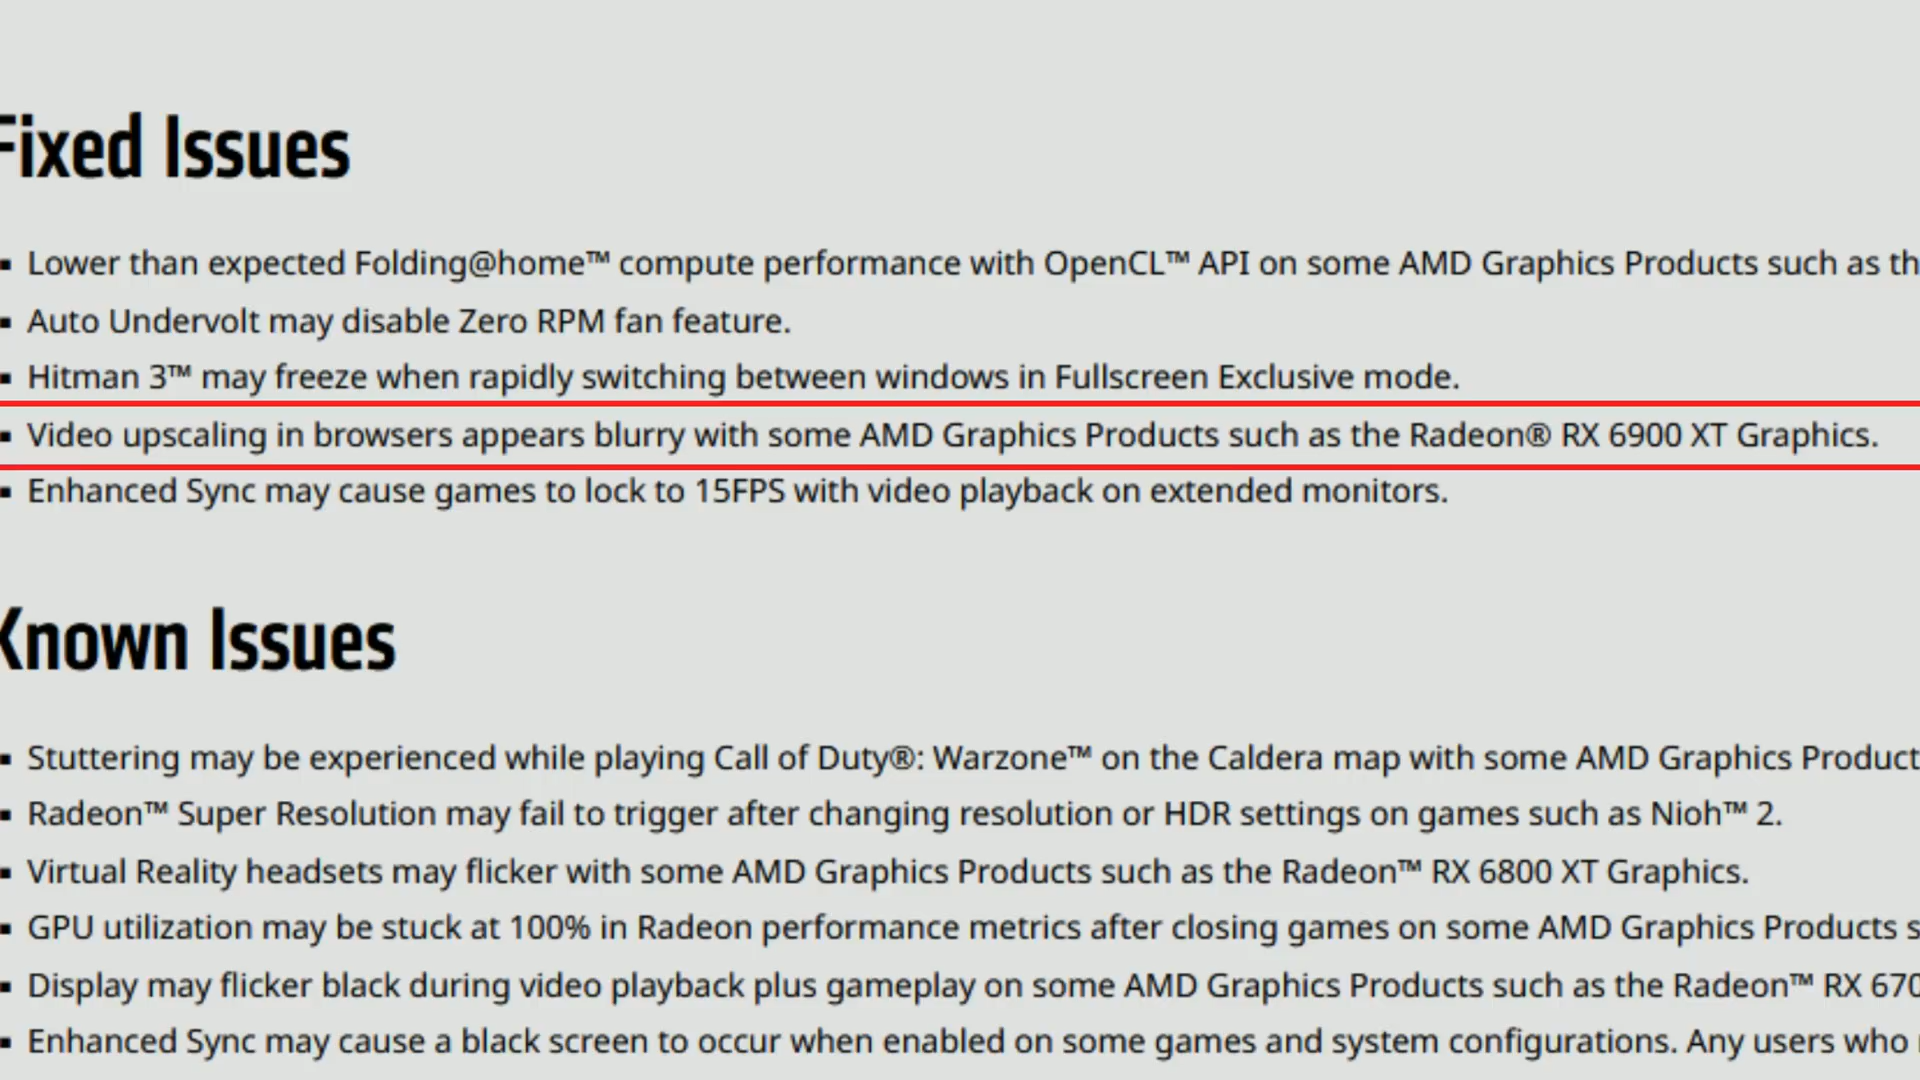 Fixed Issues
▪ Lower than expected Folding@home™ compute performance with OpenCL™ API on some AMD Graphics Products such as th
▪ Auto Undervolt may disable Zero RPM fan feature.
▪ Hitman 3™ may freeze when rapidly switching between windows in Fullscreen Exclusive mode.
▪ Video upscaling in browsers appears blurry with some AMD Graphics Products such as the Radeon® RX 6900 XT Graphics.
▪ Enhanced Sync may cause games to lock to 15FPS with video playback on extended monitors.
Known Issues
▪ Stuttering may be experienced while playing Call of Duty®: Warzone™ on the Caldera map with some AMD Graphics Product
▪ Radeon™ Super Resolution may fail to trigger after changing resolution or HDR settings on games such as Nioh™ 2.
▪ Virtual Reality headsets may flicker with some AMD Graphics Products such as the Radeon™ RX 6800 XT Graphics.
▪ GPU utilization may be stuck at 100% in Radeon performance metrics after closing games on some AMD Graphics Products s
▪ Display may flicker black during video playback plus gameplay on some AMD Graphics Products such as the Radeon™ RX 670
▪ Enhanced Sync may cause a black screen to occur when enabled on some games and system configurations. Any users who